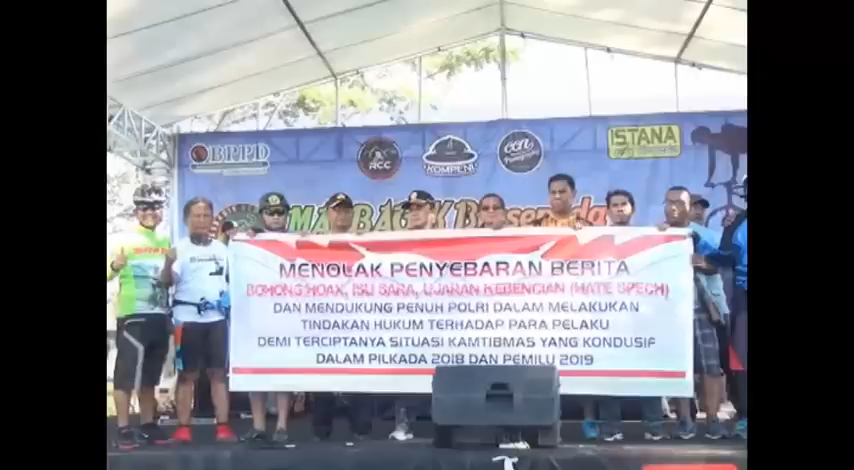 BPPD
RCC
KOMPENI
ccn
ISTANA
MENOLAK PENYEBARAN BERITA
BOHONG/HOAX, ISU SARA, UJARAN KEBENCIAN (HATE SPECH)
DAN MENDUKUNG PENUH POLRI DALAM MELAKUKAN
TINDAKAN HUKUM TERHADAP PARA PELAKU
DEMI TERCIPTANYA SITUASI KAMTIBMAS YANG KONDUSIF
DALAM PILKADA 2018 DAN PEMILU 2019